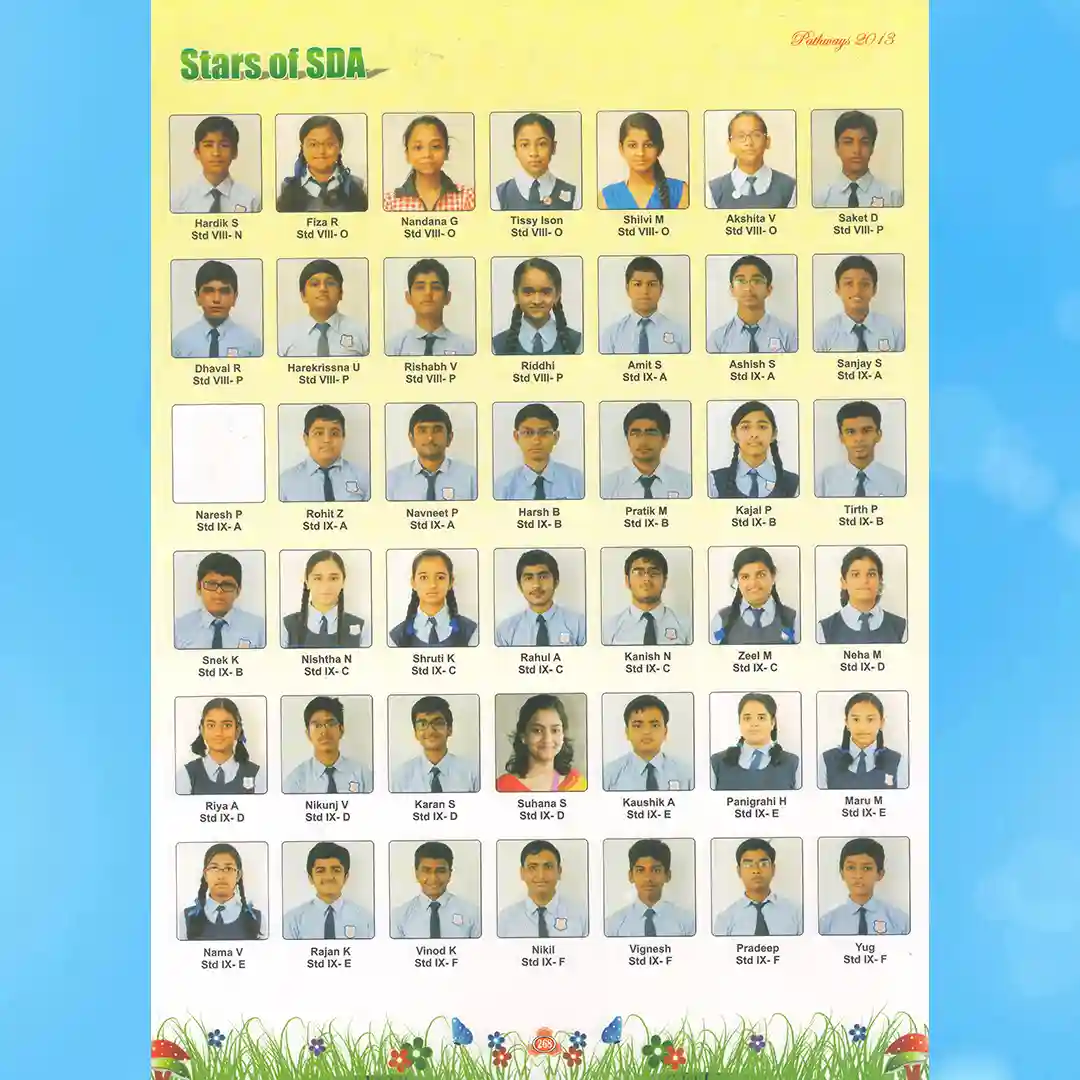 Pathways 2013
Stars of SDA
Hardik S
Std VIII- N
Fiza R
Std VIII- O
Nandana G
Std VIII- O
Tissy Ison
Std VIII- O
Shilvi M
Std VIII- O
Akshita V
Std VIII- O
Saket D
Std VIII- P
Dhaval R
Std VIII- P
Harekrissna U
Std VIII- P
Rishabh V
Std VIII- P
Riddhi
Std VIII- P
Amit S
Std IX- A
Ashish S
Std IX- A
Sanjay S
Std IX- A
Naresh P
Std IX- A
Rohit Z
Std IX- A
Navneet P
Std IX- A
Harsh B
Std IX- B
Pratik M
Std IX- B
Kajal P
Std IX- B
Tirth P
Std IX- B
Snek K
Std IX- B
Nishtha N
Std IX- C
Shruti K
Std IX- C
Rahul A
Std IX- C
Kanish N
Std IX- C
Zeel M
Std IX- C
Neha M
Std IX- D
Riya A
Std IX- D
Nikunj V
Std IX- D
Karan S
Std IX- D
Suhana S
Std IX- D
Kaushik A
Std IX- E
Panigrahi H
Std IX- E
Maru M
Std IX- E
Nama V
Std IX- E
Rajan K
Std IX- E
Vinod K
Std IX- F
Nikil
Std IX- F
Vignesh
Std IX- F
Pradeep
Std IX- F
Yug
Std IX- F
268